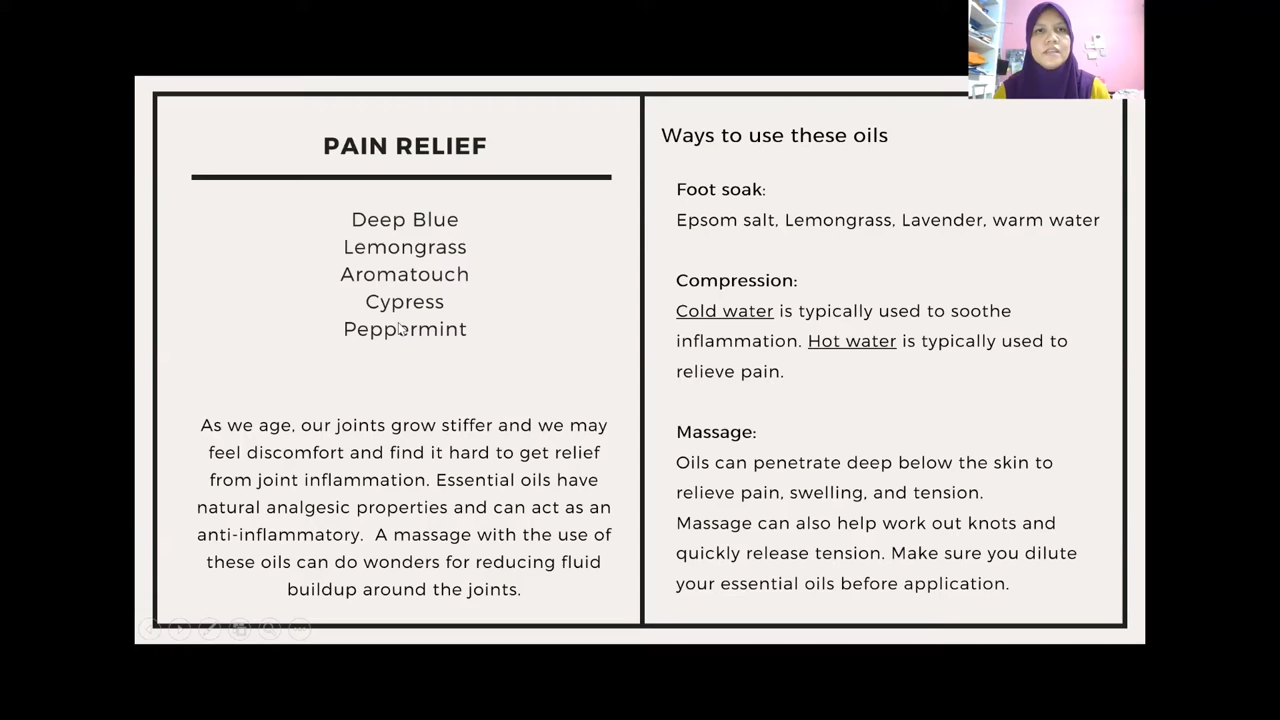 PAIN RELIEF
Deep Blue
Lemongrass
Aromatouch
Cypress
Peppermint
As we age, our joints grow stiffer and we may
feel discomfort and find it hard to get relief
from joint inflammation. Essential oils have
natural analgesic properties and can act as an
anti-inflammatory.  A massage with the use of
these oils can do wonders for reducing fluid
buildup around the joints.
Ways to use these oils
Foot soak:
Epsom salt, Lemongrass, Lavender, warm water
Compression:
Cold water is typically used to soothe
inflammation. Hot water is typically used to
relieve pain.
Massage:
Oils can penetrate deep below the skin to
relieve pain, swelling, and tension.
Massage can also help work out knots and
quickly release tension. Make sure you dilute
your essential oils before application.